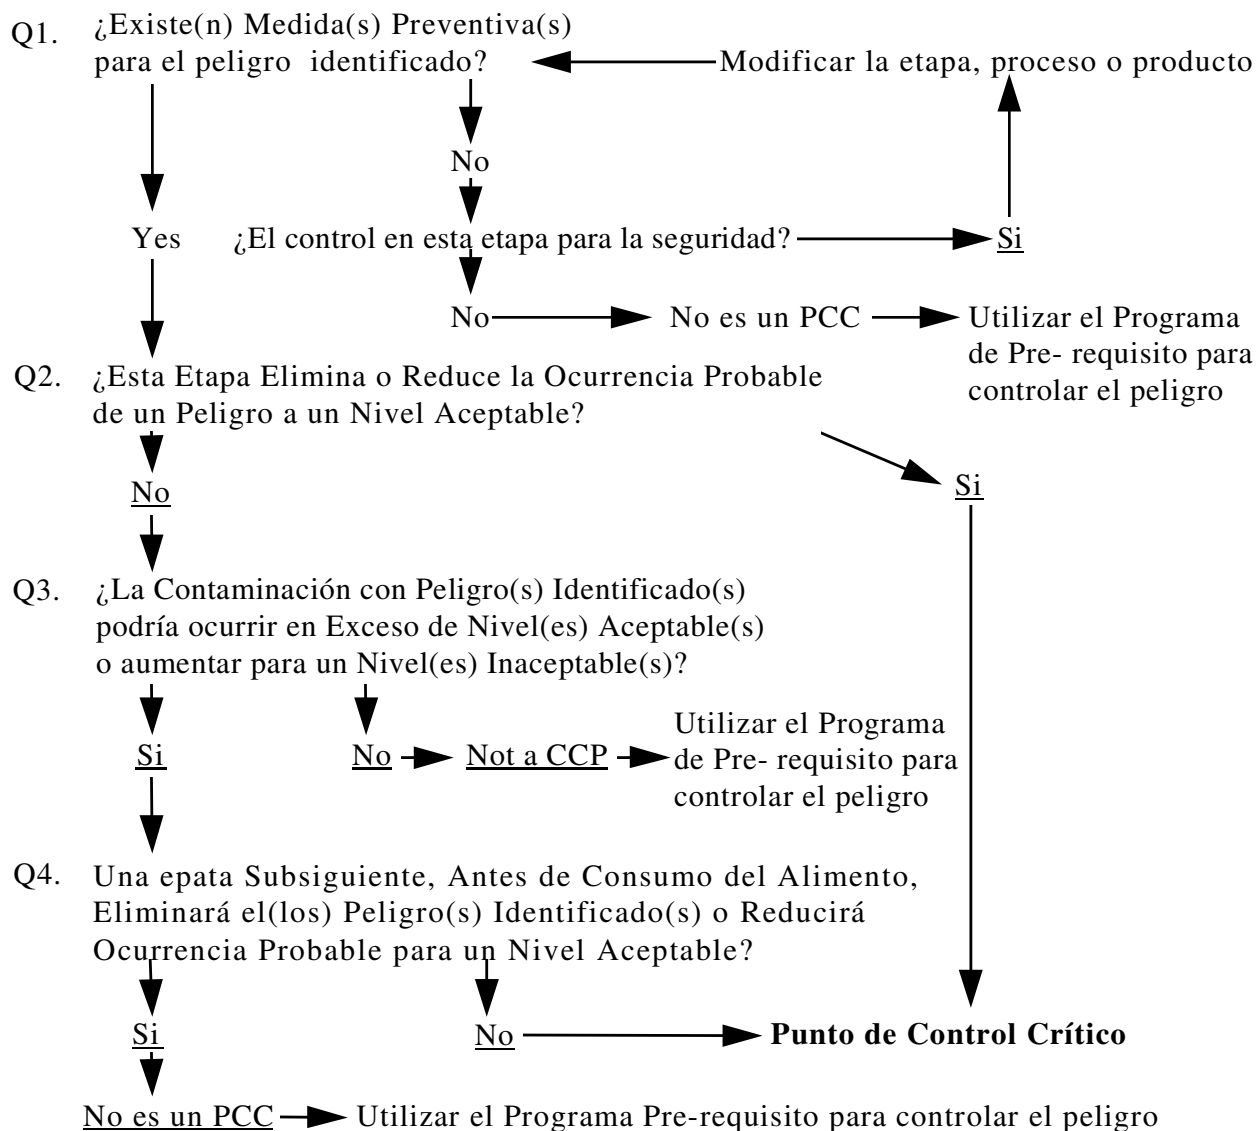 Q1. ¿Existe(n) Medida(s) Preventiva(s)
para el peligro identificado?
Modificar la etapa, proceso o producto
No
Yes
¿El control en esta etapa para la seguridad?
Si
No
No es un PCC
Utilizar el Programa
de Pre- requisito para
controlar el peligro
Q2. ¿Esta Etapa Elimina o Reduce la Ocurrencia Probable
de un Peligro a un Nivel Aceptable?
No
Si
Q3. ¿La Contaminación con Peligro(s) Identificado(s)
podría ocurrir en Exceso de Nivel(es) Aceptable(s)
o aumentar para un Nivel(es) Inaceptable(s)?
Si
No
Not a CCP
Utilizar el Programa
de Pre- requisito para
controlar el peligro
Q4. Una epata Subsiguiente, Antes de Consumo del Alimento,
Eliminará el(los) Peligro(s) Identificado(s) o Reducirá
Ocurrencia Probable para un Nivel Aceptable?
Si
No
Punto de Control Crítico
No es un PCC
Utilizar el Programa Pre-requisito para controlar el peligro